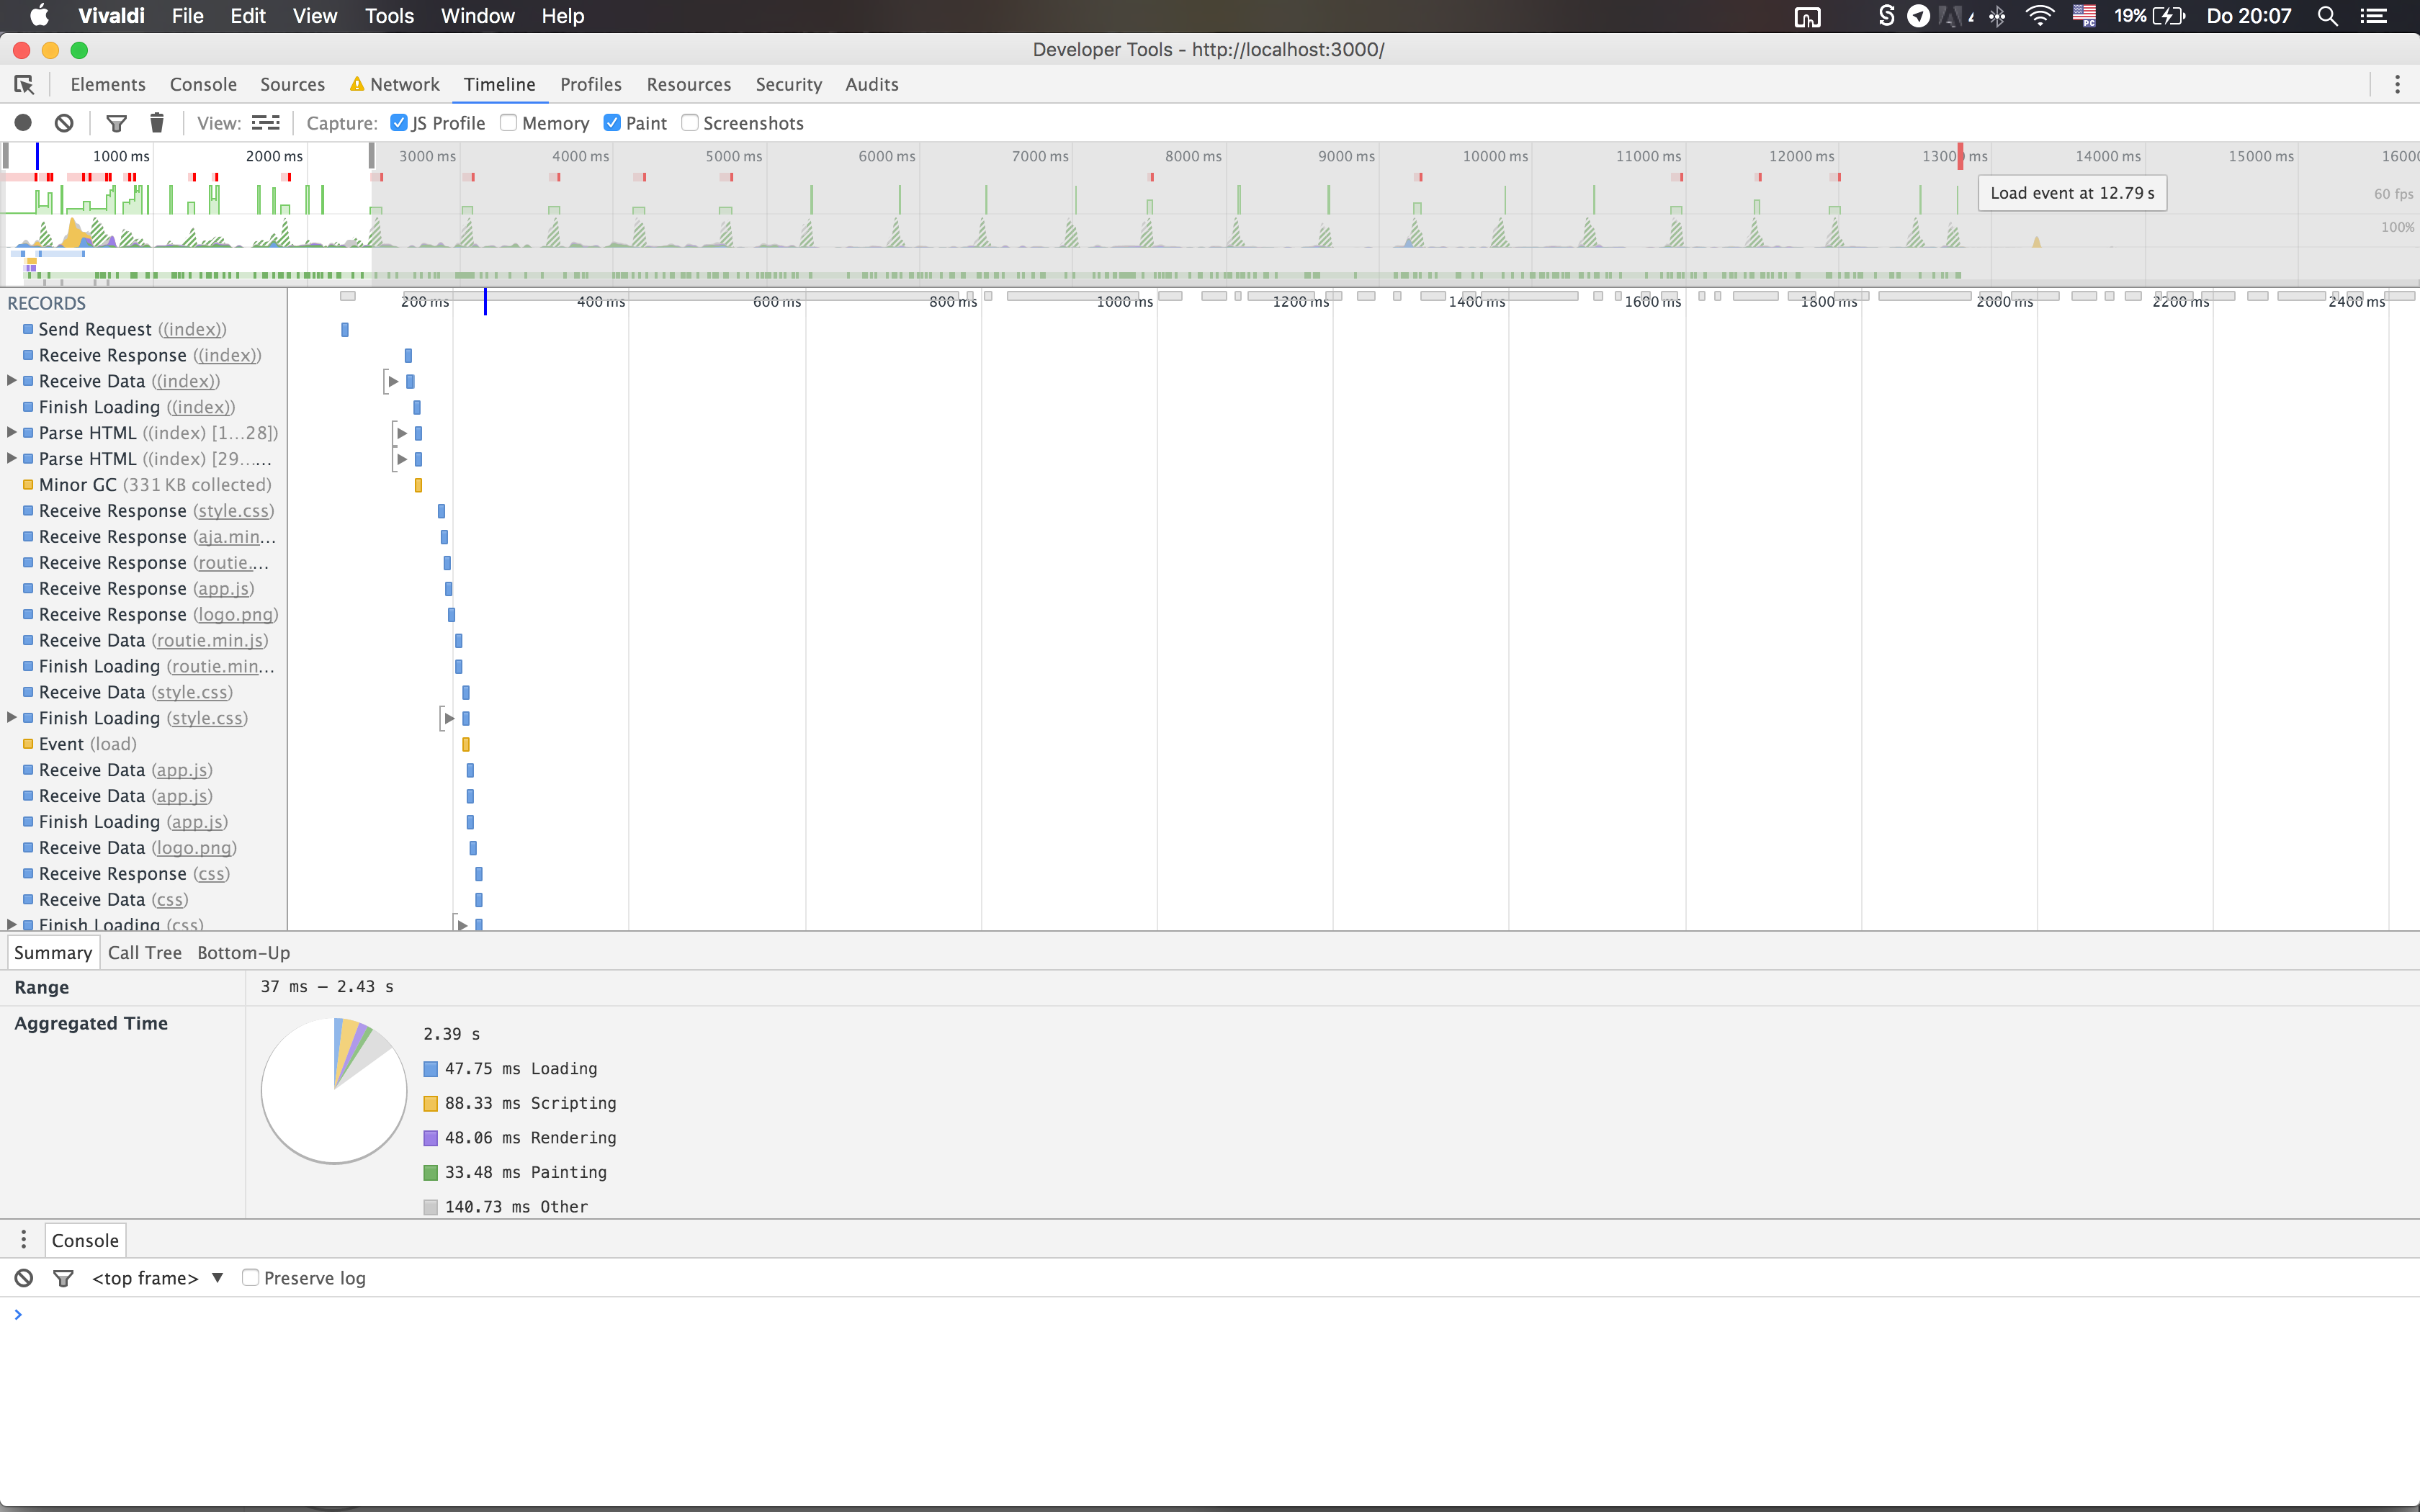 Vivaldi File Edit View Tools Window Help 19% Do 20:07
Developer Tools - http://localhost:3000/
Elements Console Sources Network Timeline Profiles Resources Security Audits
View: Capture: JS Profile Memory Paint Screenshots
1000 ms 2000 ms 3000 ms 4000 ms 5000 ms 6000 ms 7000 ms 8000 ms 9000 ms 10000 ms 11000 ms 12000 ms 13000 ms 14000 ms 15000 ms 1600
Load event at 12.79 s
60 fps
100%
RECORDS
200 ms 400 ms 600 ms 800 ms 1000 ms 1200 ms 1400 ms 1600 ms 1800 ms 2000 ms 2200 ms 2400 ms
Send Request ((index))
Receive Response ((index))
Receive Data ((index))
Finish Loading ((index))
Parse HTML ((index) [1…28])
Parse HTML ((index) [29……
Minor GC (331 KB collected)
Receive Response (style.css)
Receive Response (aja.min…
Receive Response (routie.…
Receive Response (app.js)
Receive Response (logo.png)
Receive Data (routie.min.js)
Finish Loading (routie.min…
Receive Data (style.css)
Finish Loading (style.css)
Event (load)
Receive Data (app.js)
Receive Data (app.js)
Finish Loading (app.js)
Receive Data (logo.png)
Receive Response (css)
Receive Data (css)
Finish Loading (css)
Summary Call Tree Bottom-Up
Range 37 ms – 2.43 s
Aggregated Time
2.39 s
47.75 ms Loading
88.33 ms Scripting
48.06 ms Rendering
33.48 ms Painting
140.73 ms Other
Console
<top frame> ▼ Preserve log
>